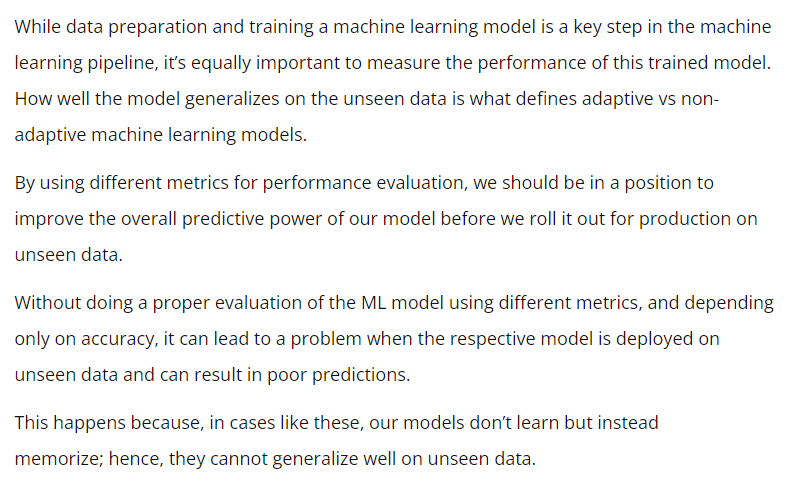 While data preparation and training a machine learning model is a key step in the machine
learning pipeline, it’s equally important to measure the performance of this trained model.
How well the model generalizes on the unseen data is what defines adaptive vs non-
adaptive machine learning models.
By using different metrics for performance evaluation, we should be in a position to
improve the overall predictive power of our model before we roll it out for production on
unseen data.
Without doing a proper evaluation of the ML model using different metrics, and depending
only on accuracy, it can lead to a problem when the respective model is deployed on
unseen data and can result in poor predictions.
This happens because, in cases like these, our models don’t learn but instead
memorize; hence, they cannot generalize well on unseen data.